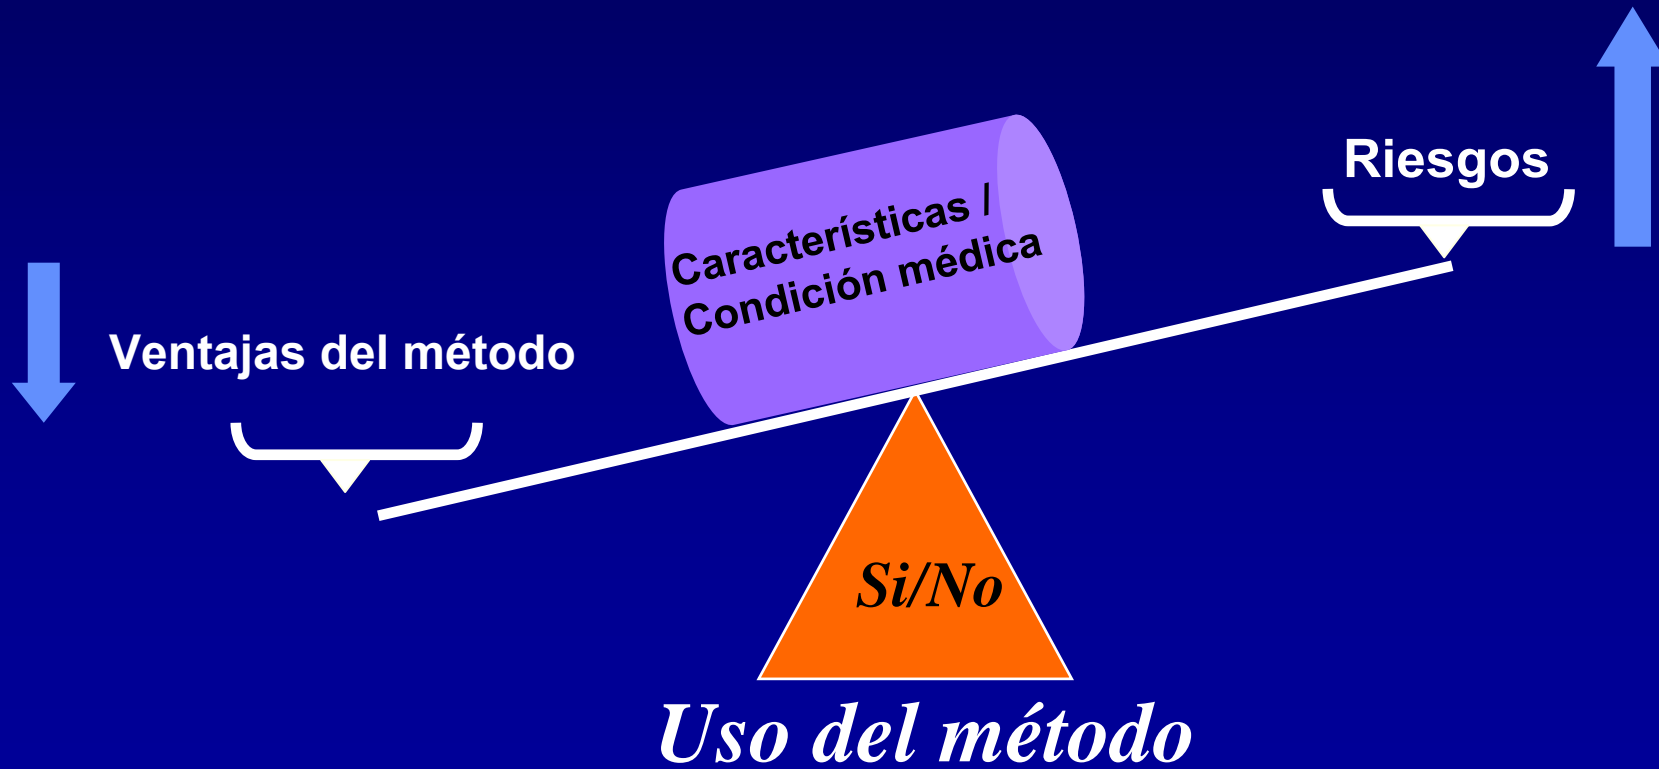 Riesgos
Características /
Condición médica
Ventajas del método
Si/No
Uso del método